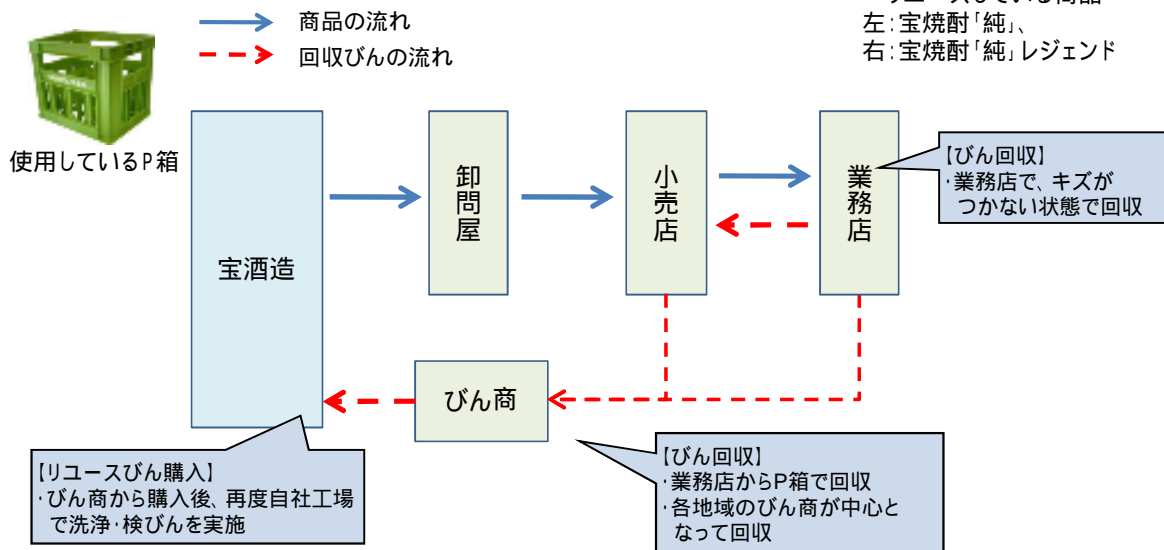 商品の流れ
回収びんの流れ
左:宝焼酎「純」、
右:宝焼酎「純」レジェンド
使用しているP箱
宝酒造
卸問屋
小売店
業務店
【びん回収】
・業務店で、キズが
つかない状態で回収
びん商
【リユースびん購入】
・びん商から購入後、再度自社工場
で洗浄・検びんを実施
【びん回収】
・業務店からP箱で回収
・各地域のびん商が中心と
なって回収